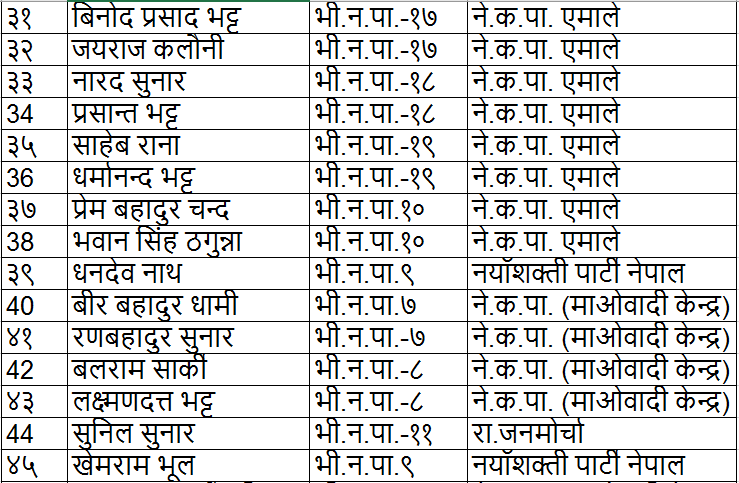 ३१ बिनोद प्रसाद भट्ट भी.न.पा.-१७ ने.क.पा. एमाले
३२ जयराज कलौनी भी.न.पा.-१७ ने.क.पा. एमाले
३३ नारद सुनार भी.न.पा.-१८ ने.क.पा. एमाले
34 प्रसान्त भट्ट भी.न.पा.-१८ ने.क.पा. एमाले
३५ साहेब राना भी.न.पा.-१९ ने.क.पा. एमाले
36 धर्मानन्द भट्ट भी.न.पा.-१९ ने.क.पा. एमाले
३७ प्रेम बहादुर चन्द भी.न.पा.१० ने.क.पा. एमाले
38 भवान सिंह ठगुन्ना भी.न.पा.१० ने.क.पा. एमाले
३९ धनदेव नाथ भी.न.पा.९ नयाँशक्ती पार्टी नेपाल
40 बीर बहादुर धामी भी.न.पा.७ ने.क.पा. (माओवादी केन्द्र)
४१ रणबहादुर सुनार भी.न.पा.-७ ने.क.पा. (माओवादी केन्द्र)
42 बलराम सार्की भी.न.पा.-८ ने.क.पा. (माओवादी केन्द्र)
४३ लक्ष्मणदत्त भट्ट भी.न.पा.-८ ने.क.पा. (माओवादी केन्द्र)
44 सुनिल सुनार भी.न.पा.-११ रा.जनमोर्चा
४५ खेमराम भूल भी.न.पा.९ नयाँशक्ती पार्टी नेपाल